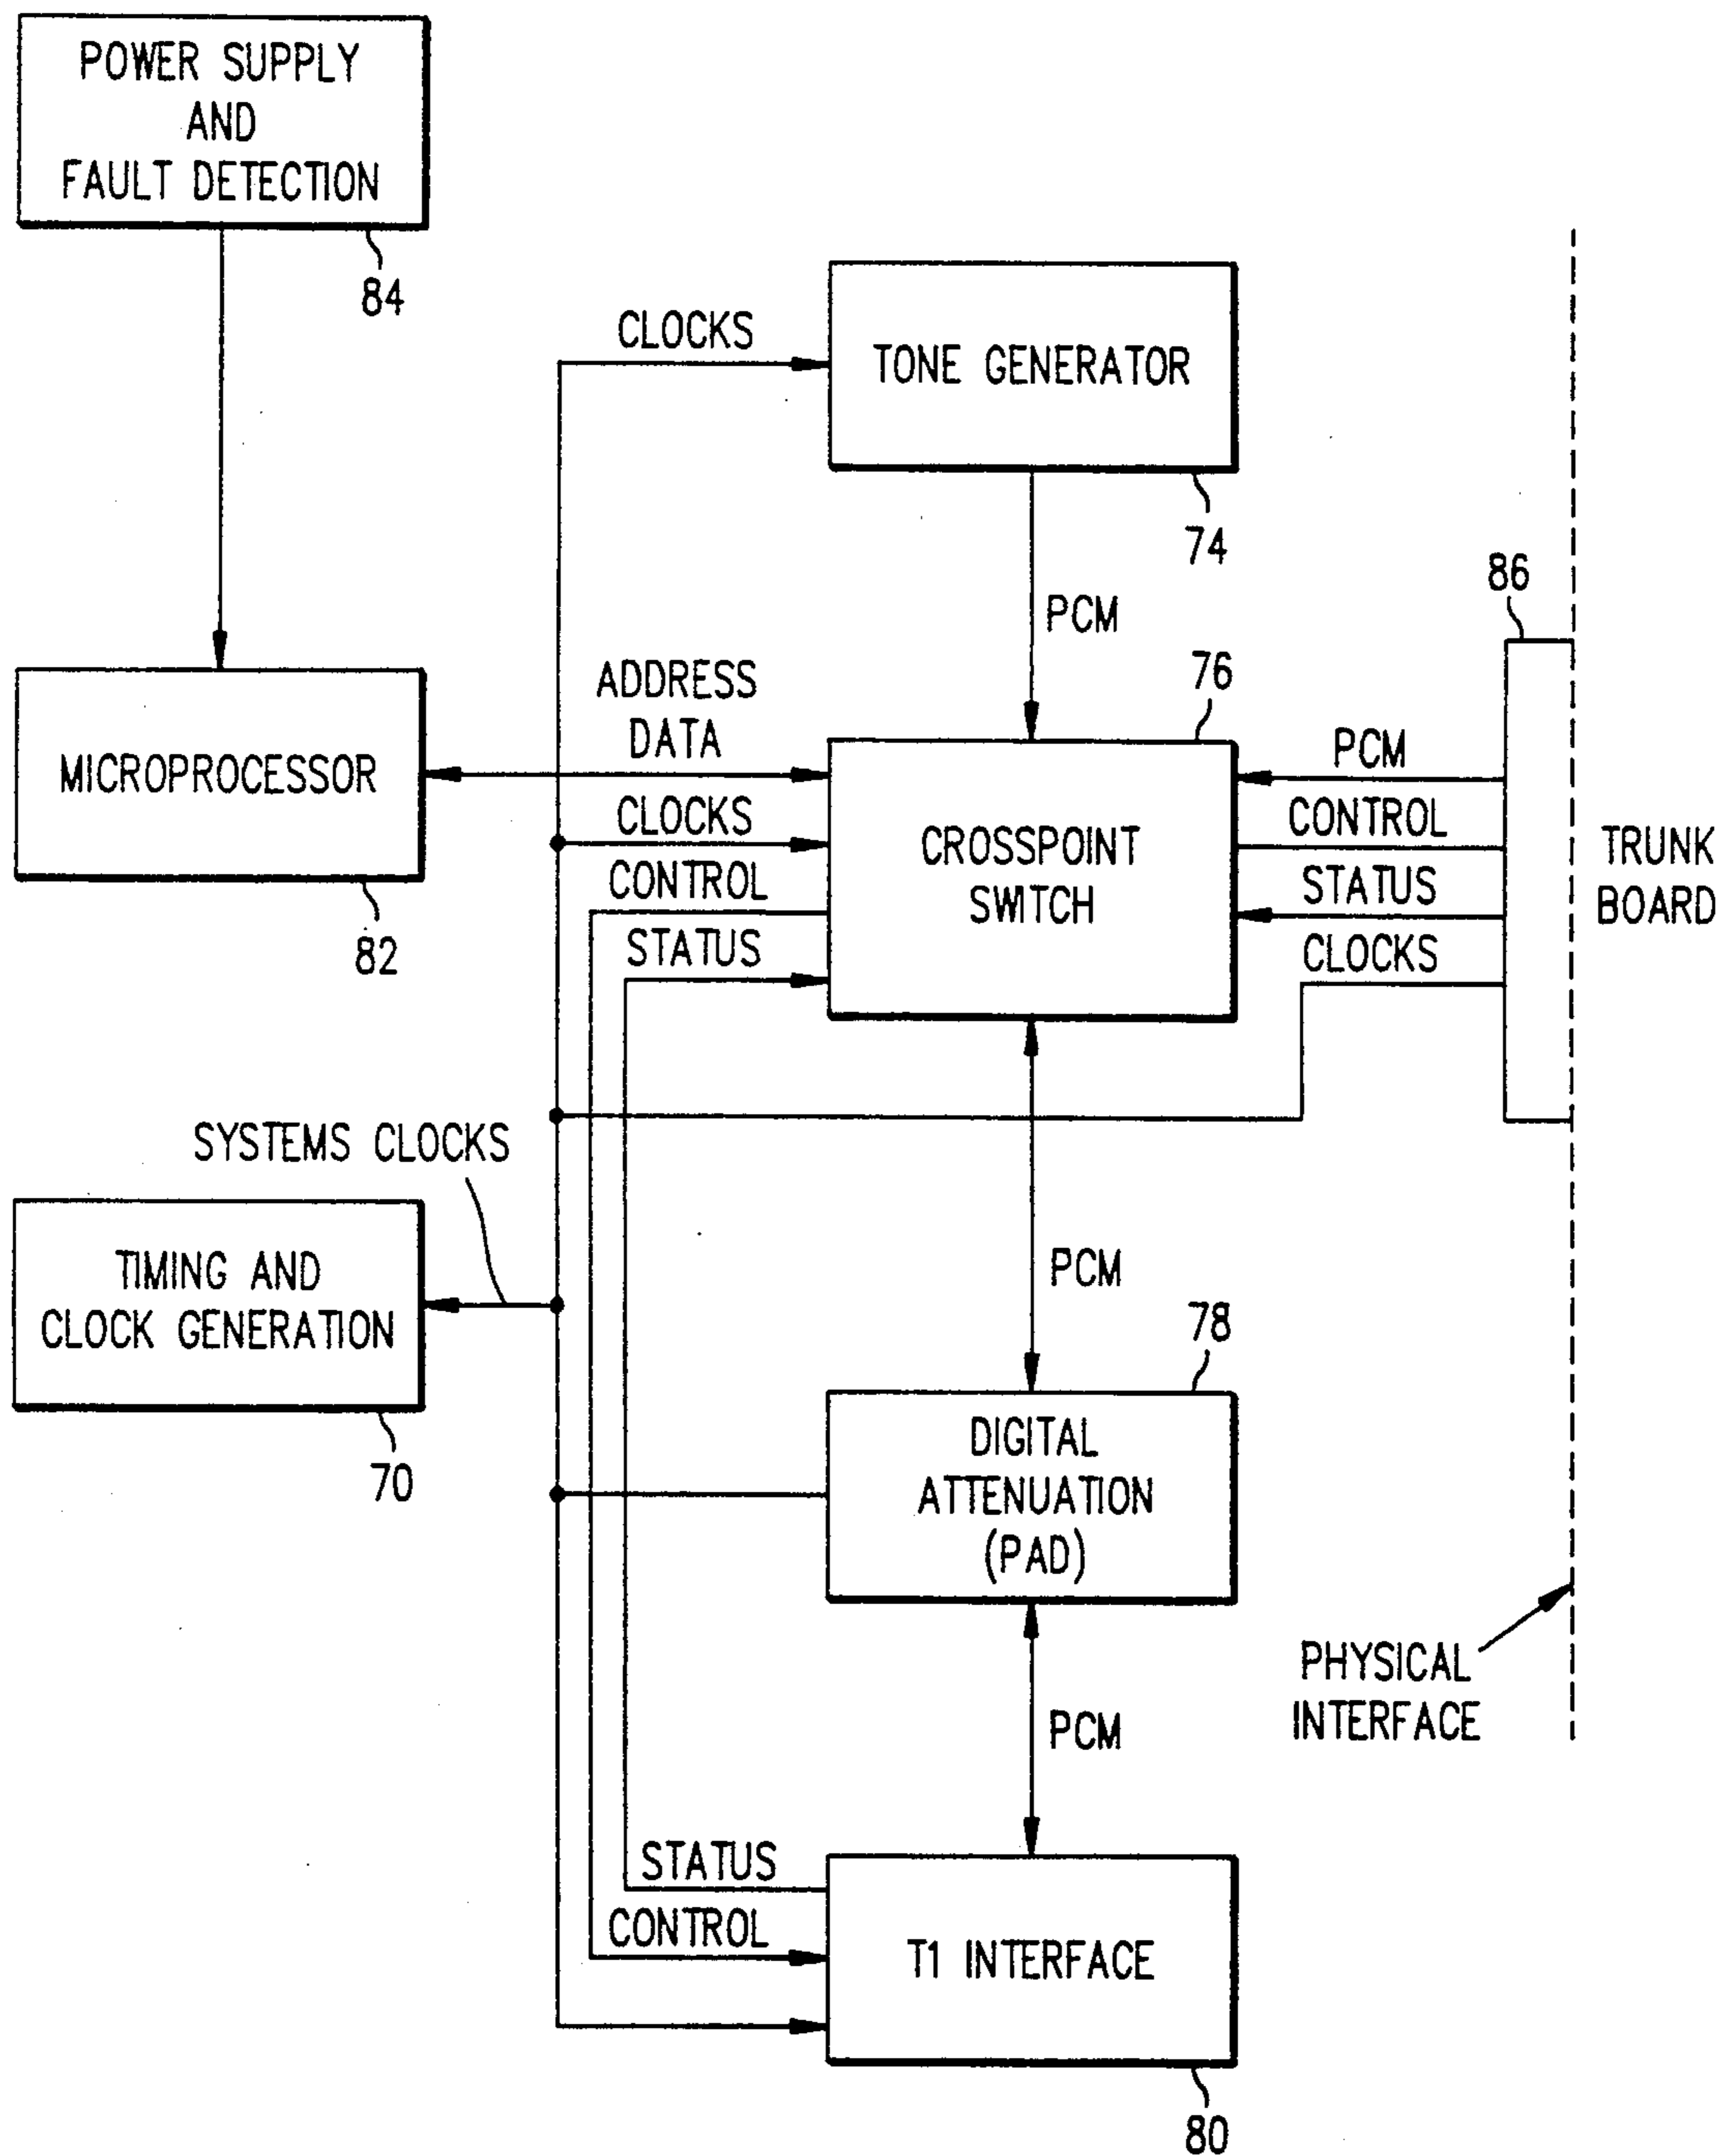 POWER SUPPLY
AND
FAULT DETECTION
84
CLOCKS
TONE GENERATOR
74
PCM
86
MICROPROCESSOR
82
ADDRESS
DATA
CLOCKS
CONTROL
STATUS
76
CROSSPOINT
SWITCH
PCM
CONTROL
STATUS
CLOCKS
TRUNK
BOARD
SYSTEMS CLOCKS
TIMING AND
CLOCK GENERATION
70
PCM
78
DIGITAL
ATTENUATION
(PAD)
PHYSICAL
INTERFACE
PCM
STATUS
CONTROL
T1 INTERFACE
80